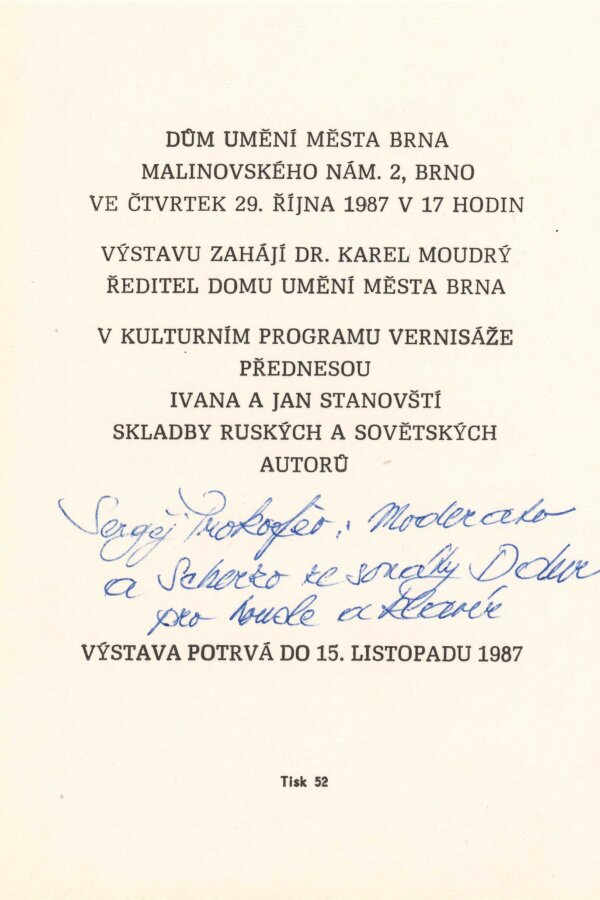 DŮM UMĚNÍ MĚSTA BRNA
MALINOVSKÉHO NÁM. 2, BRNO
VE ČTVRTEK 29. ŘÍJNA 1987 V 17 HODIN
VÝSTAVU ZAHÁJÍ DR. KAREL MOUDRÝ
ŘEDITEL DOMU UMĚNÍ MĚSTA BRNA
V KULTURNÍM PROGRAMU VERNISÁŽE
PŘEDNESOU
IVANA A JAN STANOVŠTÍ
SKLADBY RUSKÝCH A SOVĚTSKÝCH
AUTORŮ
Sergěj Prokofěv: Moderato
a Scherzo ze sonáty D dur
pro housle a klavír
VÝSTAVA POTRVÁ DO 15. LISTOPADU 1987
Tisk 52